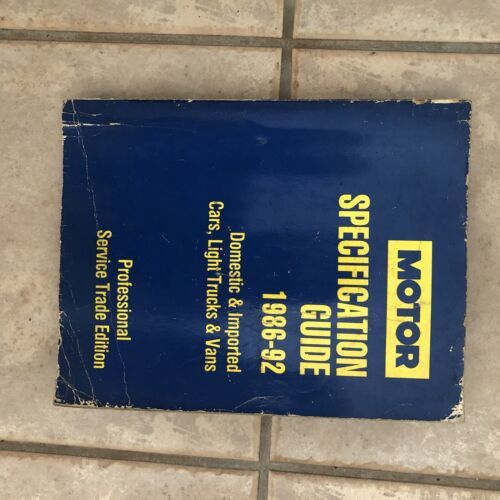 MOTOR
SPECIFICATION
GUIDE
1986-92
Domestic & Imported
Cars, Light Trucks & Vans
Professional
Service Trade Edition